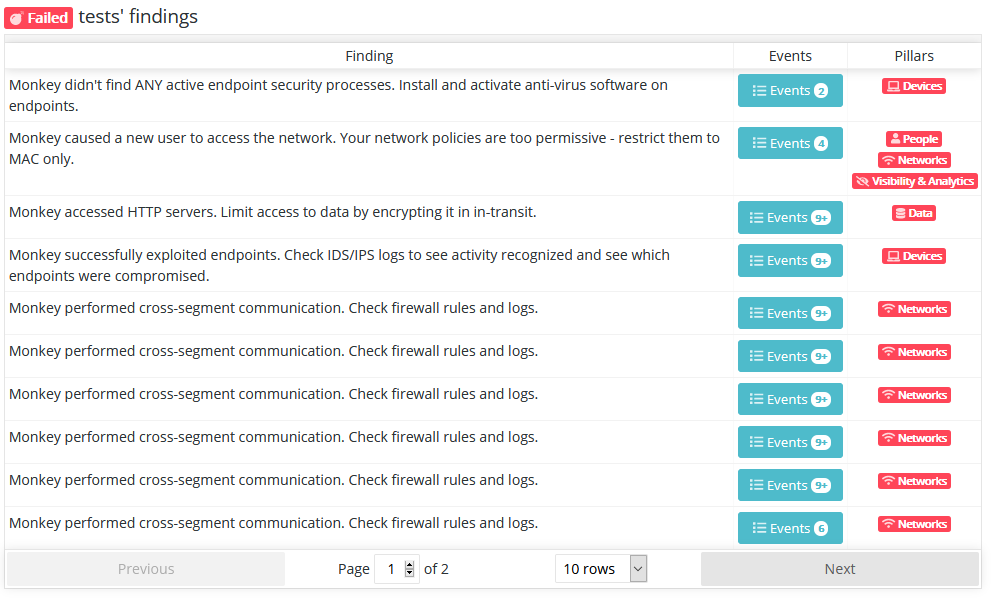 Failed tests' findings
Finding Events Pillars
Monkey didn't find ANY active endpoint security processes. Install and activate anti-virus software on
endpoints.
Events 2
Devices
Monkey caused a new user to access the network. Your network policies are too permissive - restrict them to
MAC only.
Events 4
People
Networks
Visibility & Analytics
Monkey accessed HTTP servers. Limit access to data by encrypting it in in-transit.
Events 9+
Data
Monkey successfully exploited endpoints. Check IDS/IPS logs to see activity recognized and see which
endpoints were compromised.
Events 9+
Devices
Monkey performed cross-segment communication. Check firewall rules and logs.
Events 9+
Networks
Monkey performed cross-segment communication. Check firewall rules and logs.
Events 9+
Networks
Monkey performed cross-segment communication. Check firewall rules and logs.
Events 9+
Networks
Monkey performed cross-segment communication. Check firewall rules and logs.
Events 9+
Networks
Monkey performed cross-segment communication. Check firewall rules and logs.
Events 9+
Networks
Monkey performed cross-segment communication. Check firewall rules and logs.
Events 6
Networks
Previous Page 1 of 2 10 rows Next